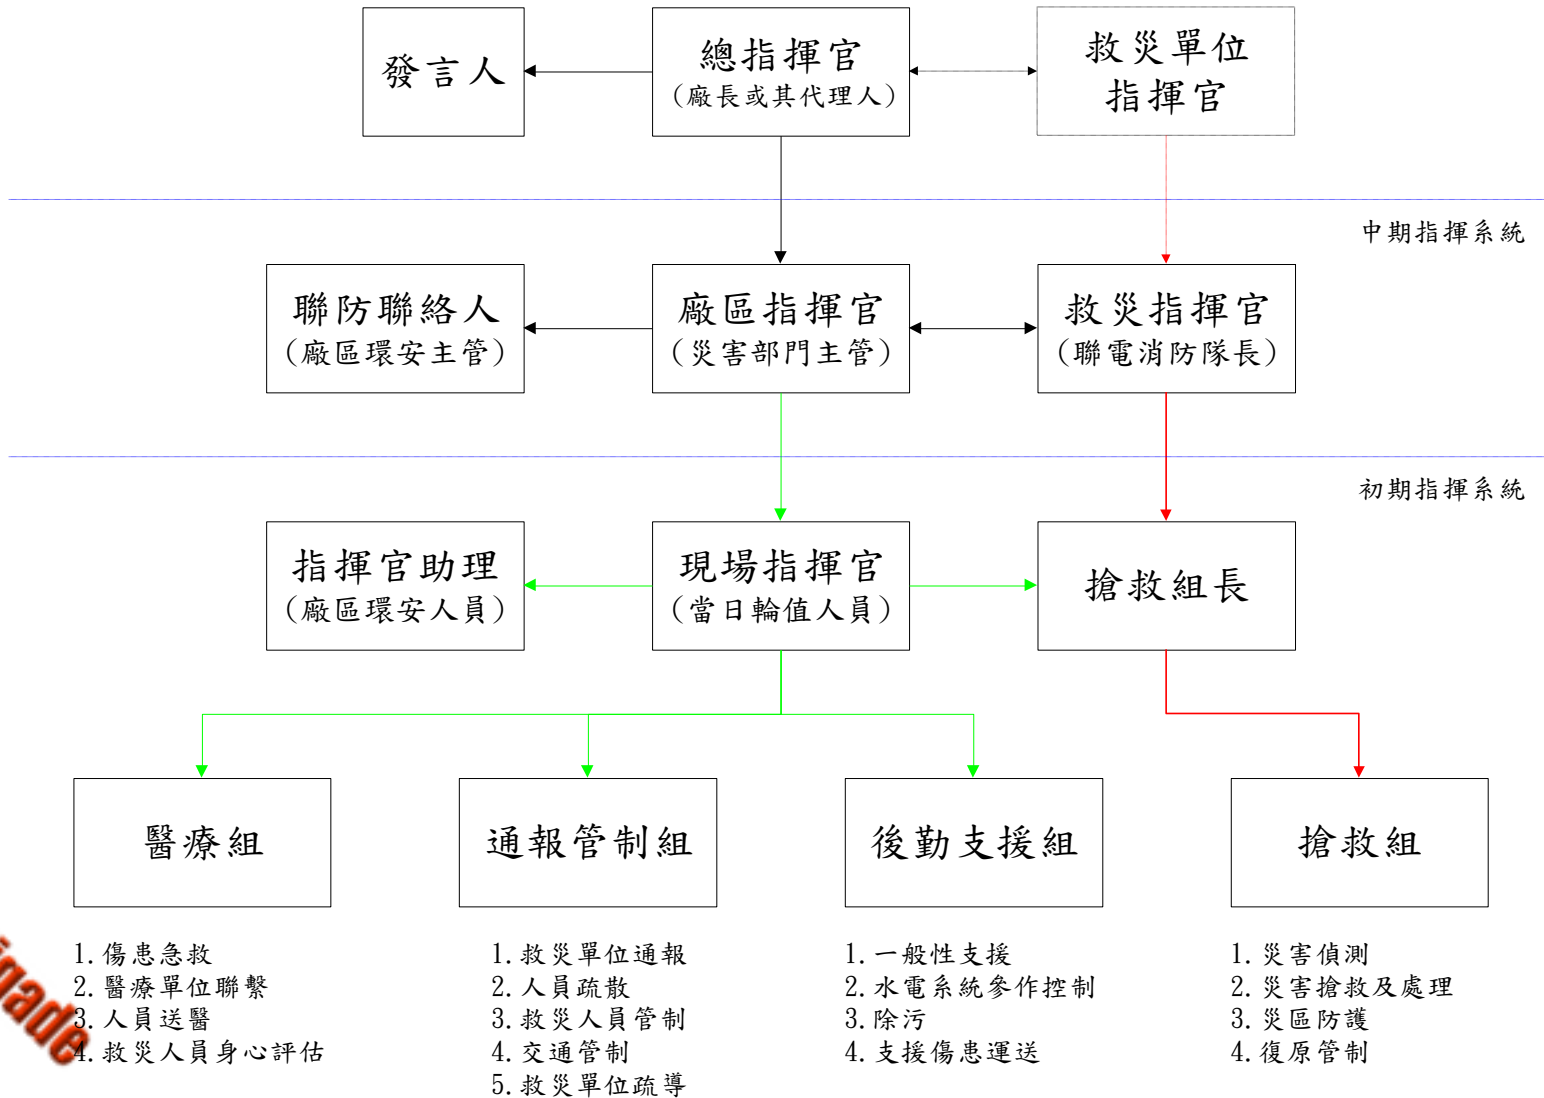 發言人
總指揮官
(廠長或其代理人)
救災單位
指揮官
中期指揮系統
聯防聯絡人
(廠區環安主管)
廠區指揮官
(災害部門主管)
救災指揮官
(聯電消防隊長)
初期指揮系統
指揮官助理
(廠區環安人員)
現場指揮官
(當日輪值人員)
搶救組長
醫療組
通報管制組
後勤支援組
搶救組
1.傷患急救
2.醫療單位聯繫
3.人員送醫
4.救災人員身心評估
1.救災單位通報
2.人員疏散
3.救災人員管制
4.交通管制
5.救災單位疏導
1.一般性支援
2.水電系統參作控制
3.除污
4.支援傷患運送
1.災害偵測
2.災害搶救及處理
3.災區防護
4.復原管制